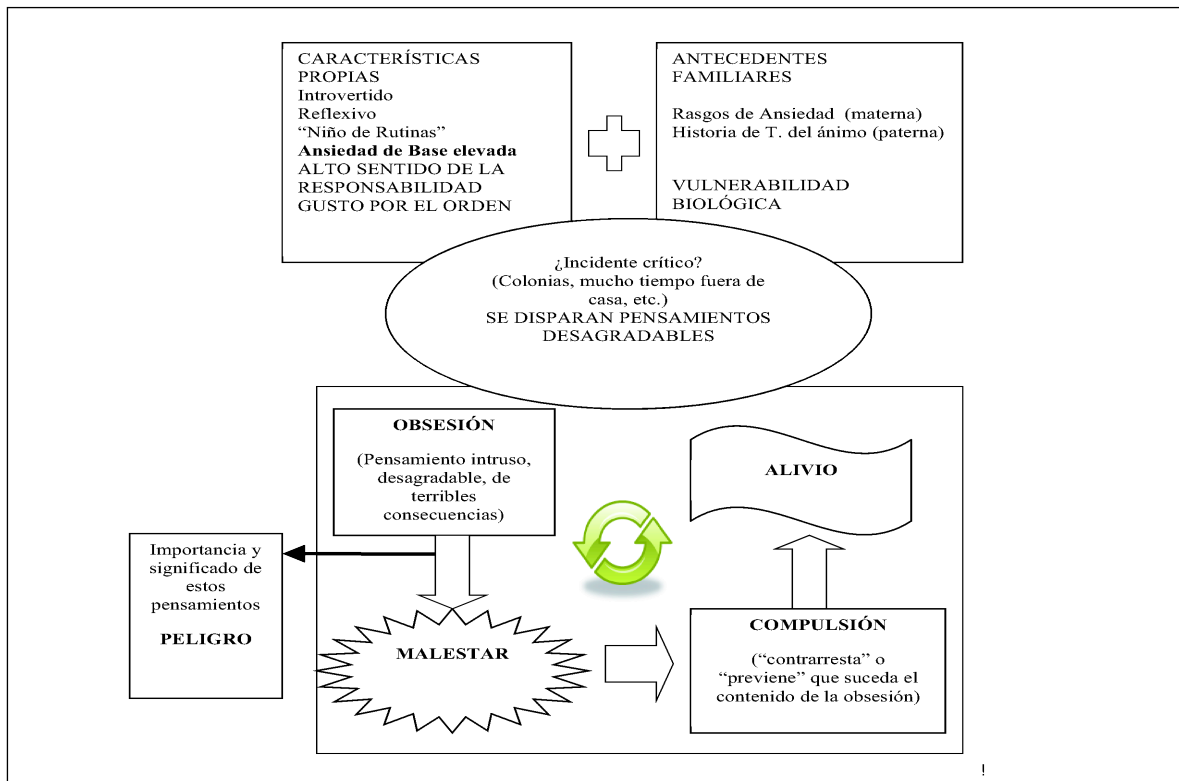 CARACTERÍSTICAS
PROPIAS
Introvertido
Reflexivo
“Niño de Rutinas”
Ansiedad de Base elevada
ALTO SENTIDO DE LA
RESPONSABILIDAD
GUSTO POR EL ORDEN
ANTECEDENTES
FAMILIARES
Rasgos de Ansiedad (materna)
Historia de T. del ánimo (paterna)
VULNERABILIDAD
BIOLÓGICA
¿Incidente crítico?
(Colonias, mucho tiempo fuera de
casa, etc.)
SE DISPARAN PENSAMIENTOS
DESAGRADABLES
OBSESIÓN
(Pensamiento intruso,
desagradable, de
terribles
consecuencias)
ALIVIO
Importancia y
significado de
estos
pensamientos
PELIGRO
MALESTAR
COMPULSIÓN
(“contrarresta” o
“previene” que suceda el
contenido de la obsesión)
!